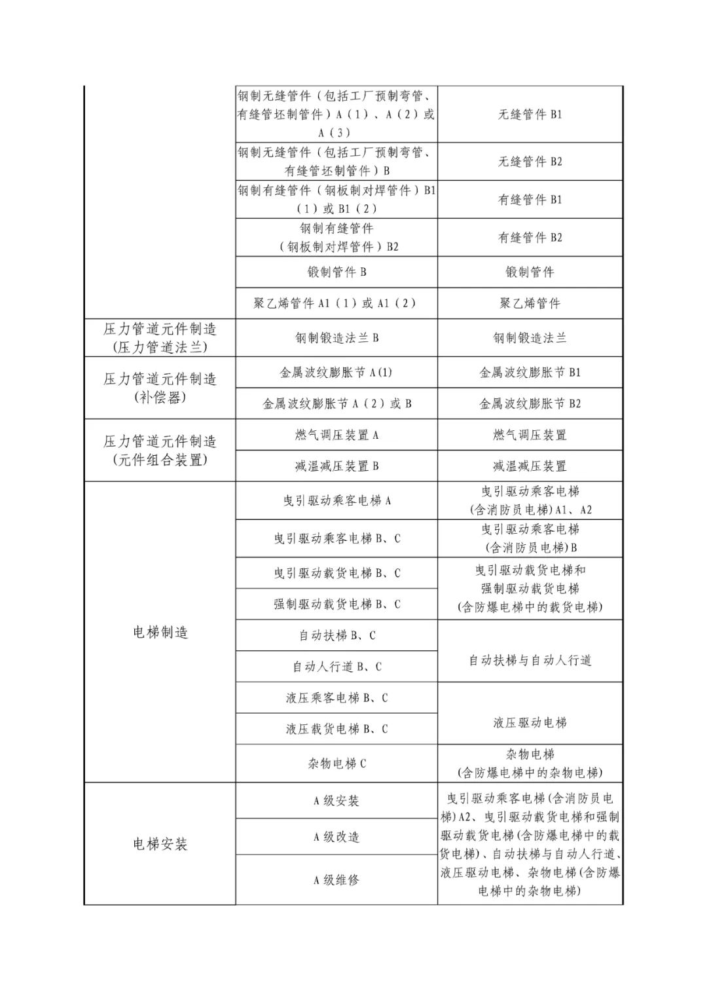 钢制无缝管件（包括工厂预制弯管、
有缝管坯制管件）A（1）、A（2）或
A（3）
无缝管件 B1
钢制无缝管件（包括工厂预制弯管、
有缝管坯制管件）B
无缝管件 B2
钢制有缝管件（钢板制对焊管件）B1
（1）或 B1（2）
有缝管件 B1
钢制有缝管件
（钢板制对焊管件）B2
有缝管件 B2
锻制管件 B
锻制管件
聚乙烯管件 A1（1）或 A1（2）
聚乙烯管件
压力管道元件制造
(压力管道法兰)
钢制锻造法兰 B
钢制锻造法兰
压力管道元件制造
(补偿器)
金属波纹膨胀节 A(1)
金属波纹膨胀节 B1
金属波纹膨胀节 A（2）或 B
金属波纹膨胀节 B2
压力管道元件制造
(元件组合装置)
燃气调压装置 A
燃气调压装置
减温减压装置 B
减温减压装置
电梯制造
曳引驱动乘客电梯 A
曳引驱动乘客电梯
(含消防员电梯)A1、A2
曳引驱动乘客电梯 B、C
曳引驱动乘客电梯
(含消防员电梯)B
曳引驱动载货电梯 B、C
强制驱动载货电梯 B、C
曳引驱动载货电梯和
强制驱动载货电梯
(含防爆电梯中的载货电梯)
自动扶梯 B、C
自动人行道 B、C
自动扶梯与自动人行道
液压乘客电梯 B、C
液压载货电梯 B、C
液压驱动电梯
杂物电梯 C
杂物电梯
(含防爆电梯中的杂物电梯)
电梯安装
A 级安装
A 级改造
A 级维修
曳引驱动乘客电梯(含消防员电
梯)A2、曳引驱动载货电梯和强制
驱动载货电梯(含防爆电梯中的载
货电梯)、自动扶梯与自动人行道、
液压驱动电梯、杂物电梯(含防爆
电梯中的杂物电梯)